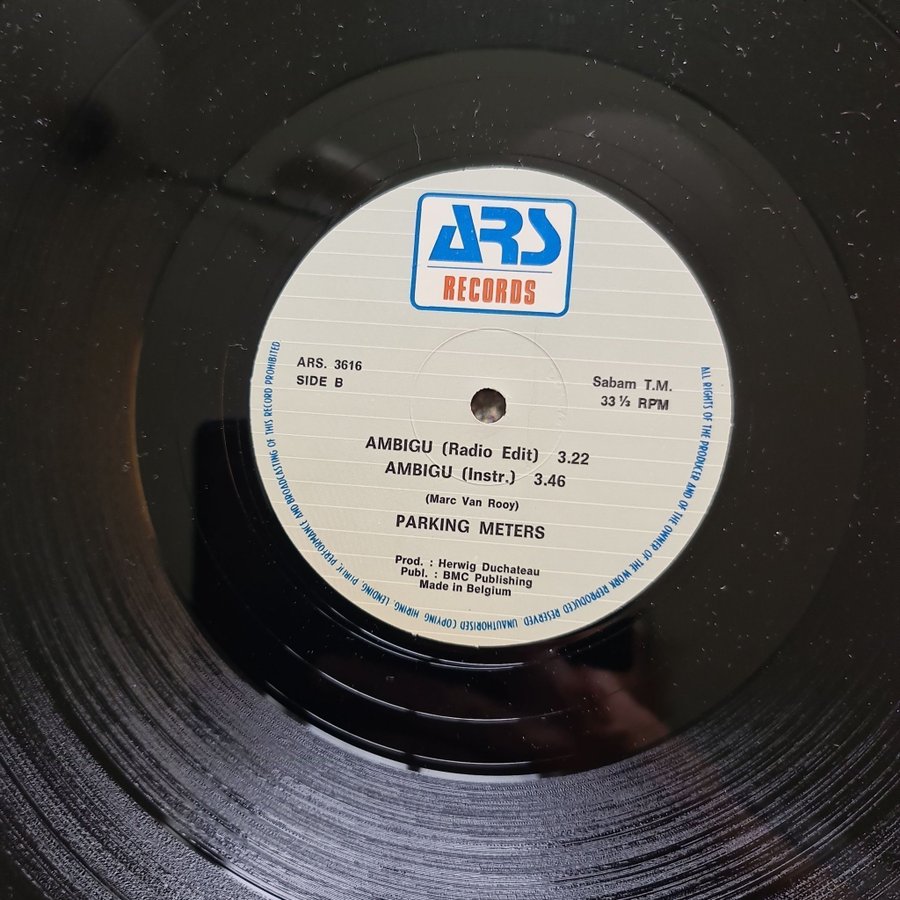 ARS
RECORDS
ARS. 3616
SIDE B
Sabam T.M.
33 ⅓ RPM
AMBIGU (Radio Edit) 3.22
AMBIGU (Instr.) 3.46
(Marc Van Rooy)
PARKING METERS
Prod. : Herwig Duchateau
Publ. : BMC Publishing
Made in Belgium
ALL RIGHTS OF THE PRODUCER AND OF THE OWNER OF THE WORK REPRODUCED RESERVED. UNAUTHORISED COPYING, HIRING, LENDING, PUBLIC PERFORMANCE AND BROADCASTING OF THIS RECORD PROHIBITED